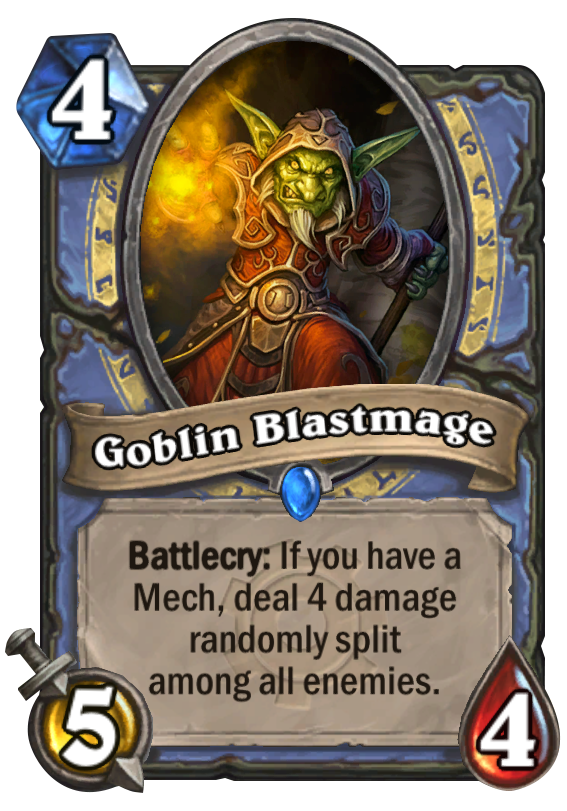 4
Goblin Blastmage
Battlecry: If you have a
Mech, deal 4 damage
randomly split
among all enemies.
5
4